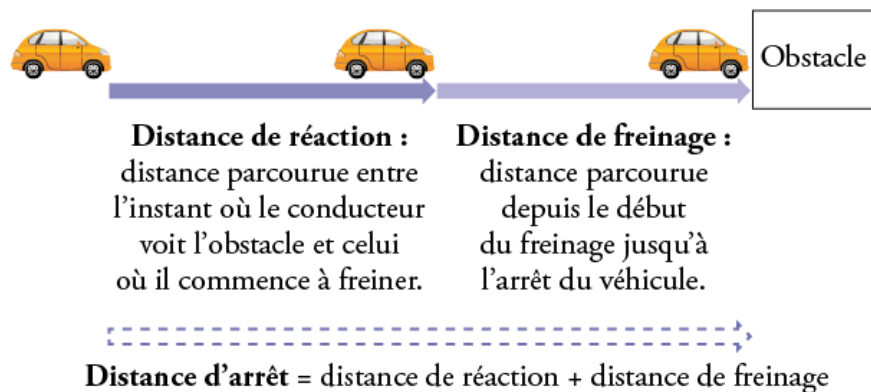 Obstacle
Distance de réaction :
distance parcourue entre
l'instant où le conducteur
voit l'obstacle et celui
où il commence à freiner.
Distance de freinage :
distance parcourue
depuis le début
du freinage jusqu'à
l'arrêt du véhicule.
Distance d'arrêt = distance de réaction + distance de freinage